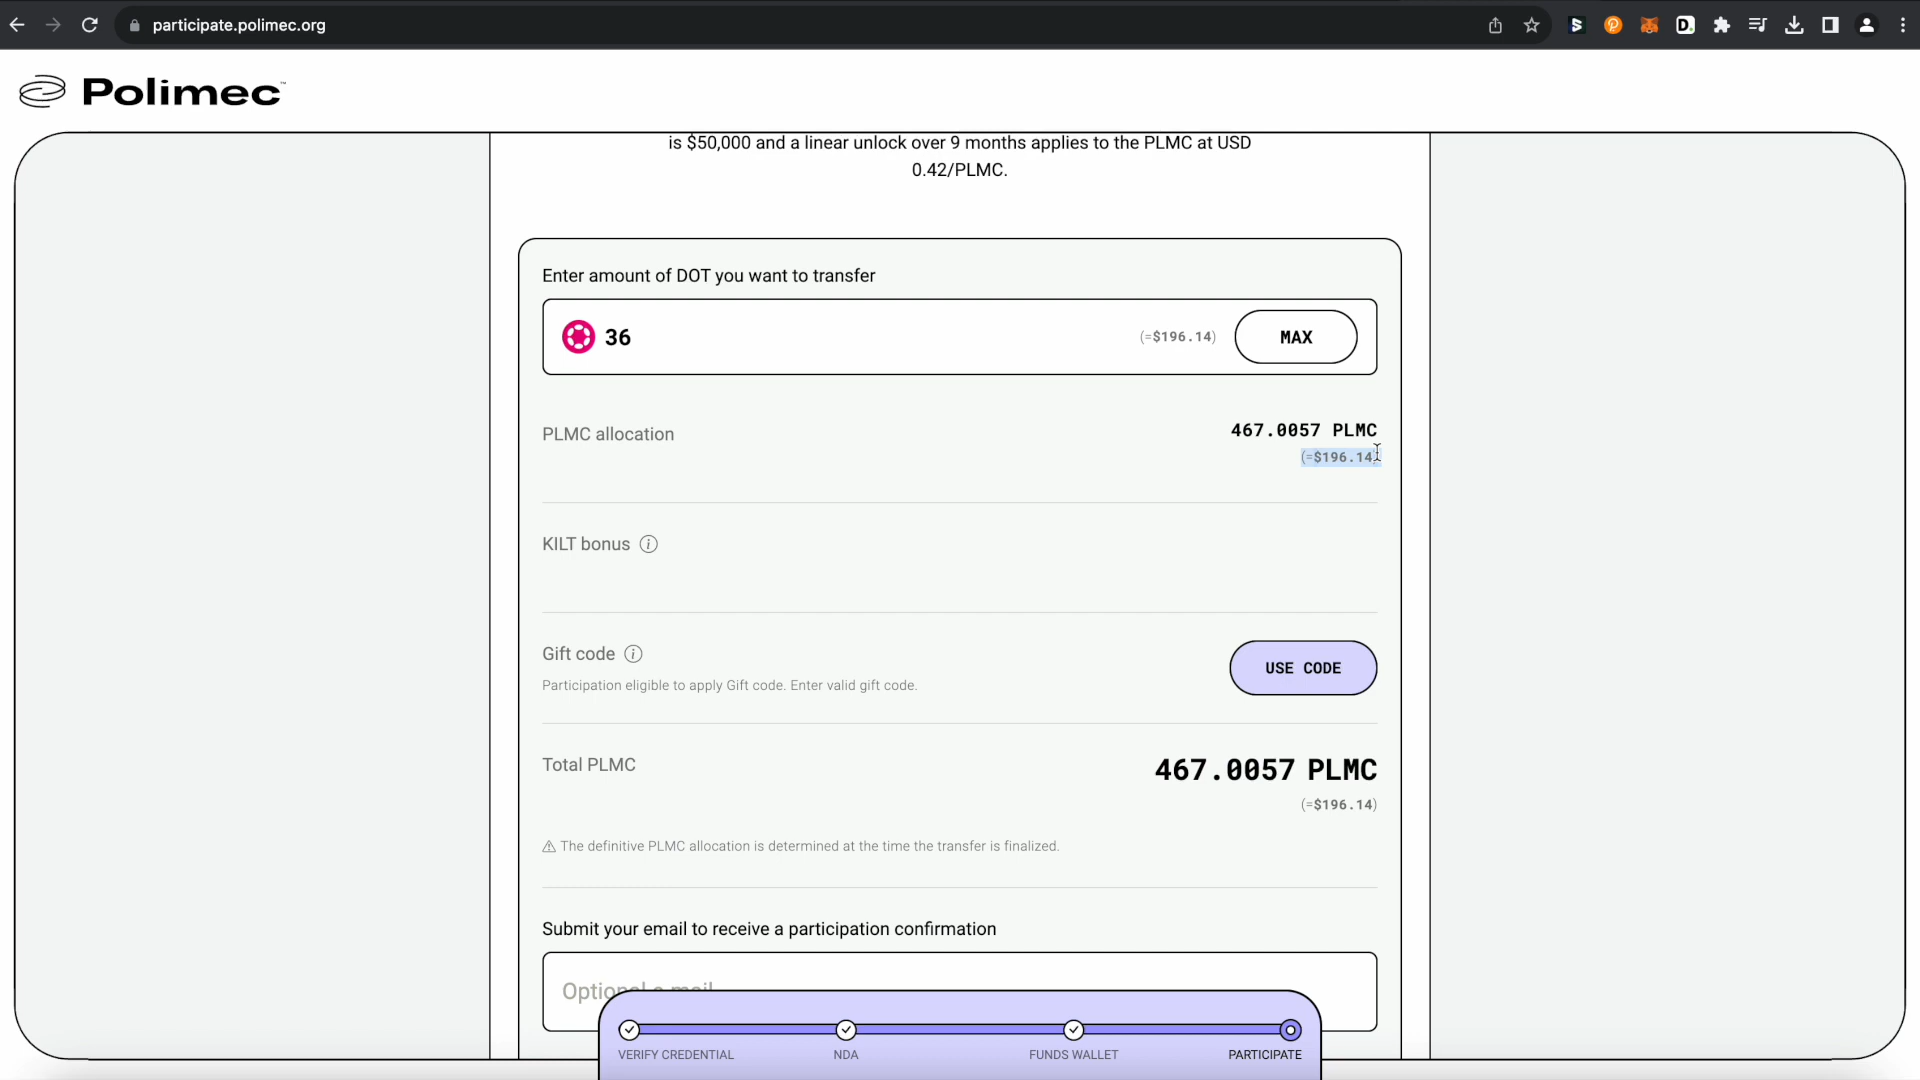 participate.polimec.org
Polimec™
is $50,000 and a linear unlock over 9 months applies to the PLMC at USD
0.42/PLMC.
Enter amount of DOT you want to transfer
36 (=$196.14) MAX
PLMC allocation 467.0057 PLMC
(=$196.14)
KILT bonus
Gift code
Participation eligible to apply Gift code. Enter valid gift code.
USE CODE
Total PLMC 467.0057 PLMC
(=$196.14)
The definitive PLMC allocation is determined at the time the transfer is finalized.
Submit your email to receive a participation confirmation
VERIFY CREDENTIAL NDA FUNDS WALLET PARTICIPATE